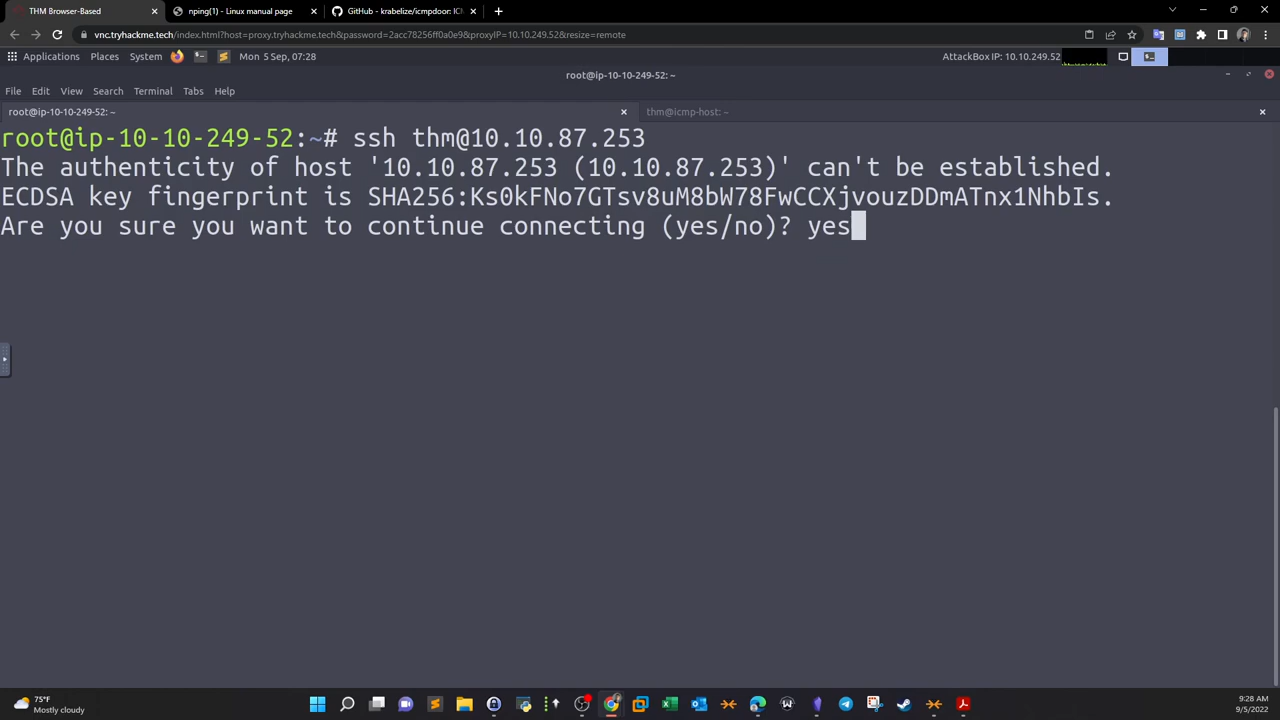 THM Browser-Based
nping(1) - Linux manual page
GitHub - krabelize/icmpdoor: ICM
vnc.tryhackme.tech/index.html?host=proxy.tryhackme.tech&password=2acc78256ff0a0e9&proxyIP=10.10.249.52&resize=remote
Applications Places System Mon 5 Sep, 07:28 AttackBox IP: 10.10.249.52
root@ip-10-10-249-52: ~
File Edit View Search Terminal Tabs Help
root@ip-10-10-249-52: ~ thm@icmp-host: ~
root@ip-10-10-249-52:~# ssh thm@10.10.87.253
The authenticity of host '10.10.87.253 (10.10.87.253)' can't be established.
ECDSA key fingerprint is SHA256:Ks0kFNo7GTsv8uM8bW78FwCCXjvouzDDmATnx1NhbIs.
Are you sure you want to continue connecting (yes/no)? yes
75°F
Mostly cloudy
9:28 AM
9/5/2022